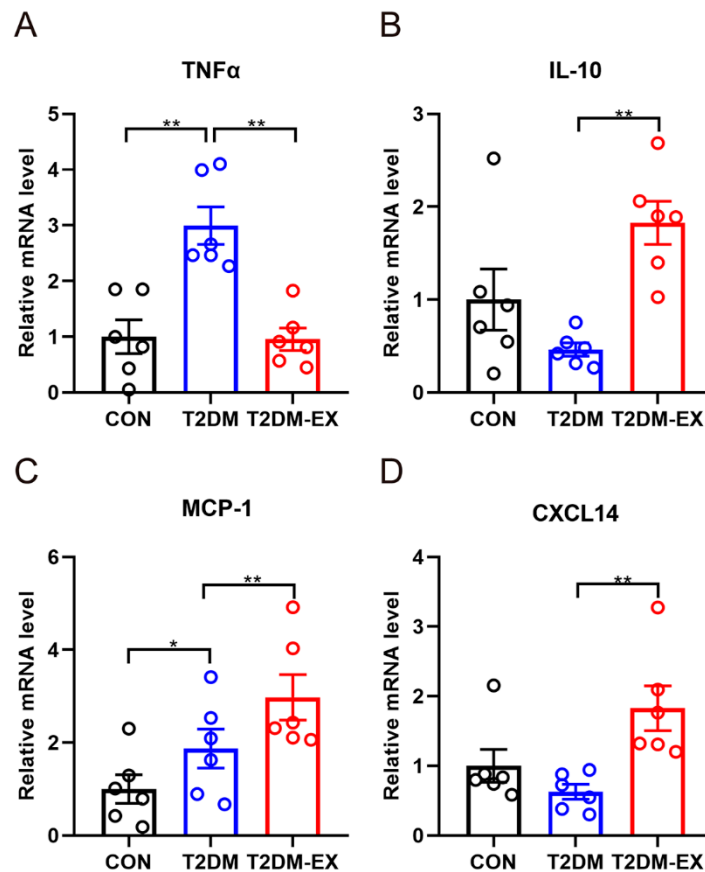 A
TNFα
Relative mRNA level
5
4
3
2
1
0
**
**
CON
T2DM
T2DM-EX
B
IL-10
Relative mRNA level
3
2
1
0
**
CON
T2DM
T2DM-EX
C
MCP-1
Relative mRNA level
6
4
2
0
*
**
CON
T2DM
T2DM-EX
D
CXCL14
Relative mRNA level
4
3
2
1
0
**
CON
T2DM
T2DM-EX